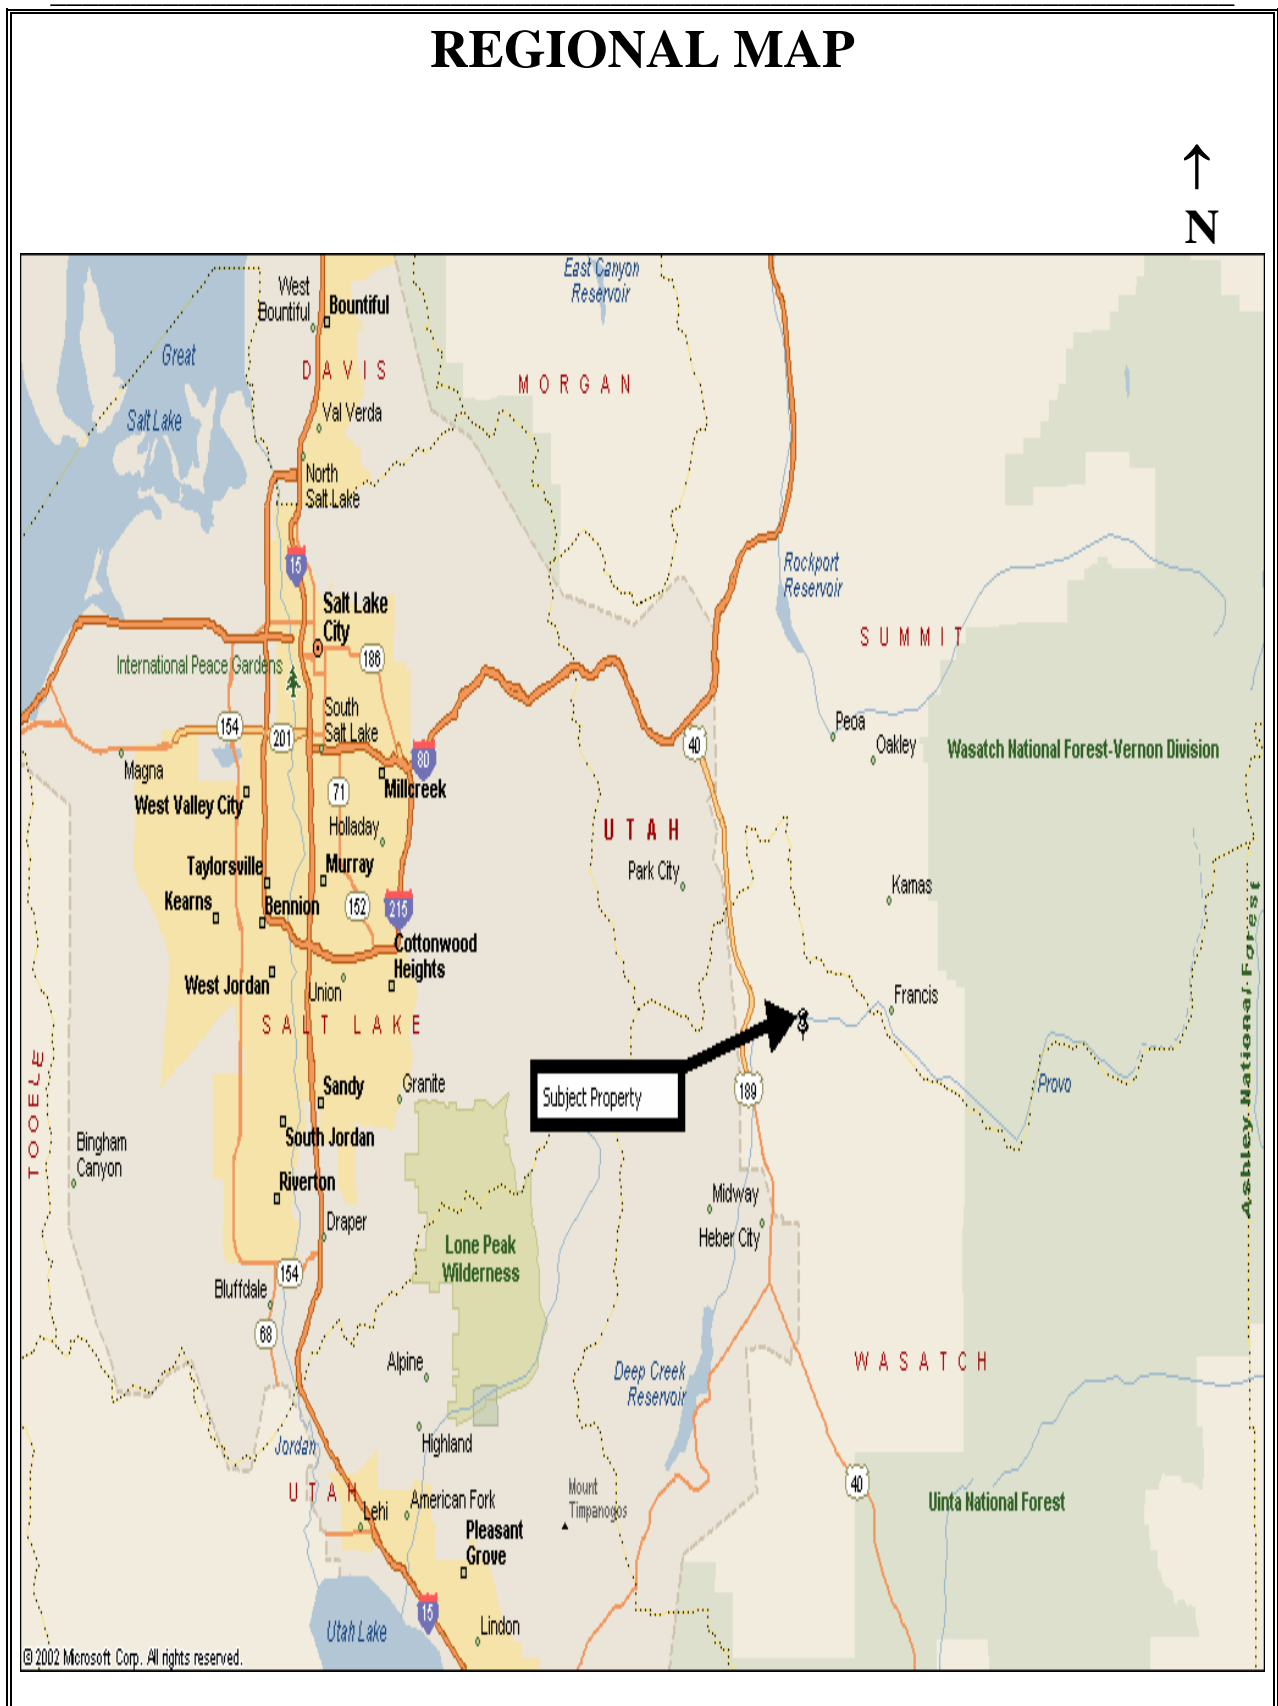 REGIONAL MAP
↑
N
East Canyon
Reservoir
West
Bountiful
Bountiful
Great
Salt Lake
DAVIS
MORGAN
Val Verda
North
Salt Lake
15
Rockport
Reservoir
Salt Lake
City
SUMMIT
186
International Peace Gardens
South
Salt Lake
154
201
40
Peoa
Oakley
Wasatch National Forest-Vernon Division
80
Magna
Millcreek
West Valley City
71
Holladay
UTAH
Park City
Taylorsville
Murray
Kearns
Bennion
152
215
Kamas
Cottonwood
Heights
West Jordan
Union
Francis
SALT LAKE
Ashley National Forest
TOOELE
Sandy
Granite
Subject Property
189
Provo
South Jordan
Bingham
Canyon
Riverton
Midway
Draper
Heber City
Lone Peak
Wilderness
154
Bluffdale
68
Alpine
Deep Creek
Reservoir
WASATCH
Jordan
Highland
UTAH
Lehi
American Fork
Mount
Timpanogos
40
Uinta National Forest
Pleasant
Grove
15
Utah Lake
Lindon
© 2002 Microsoft Corp. All rights reserved.